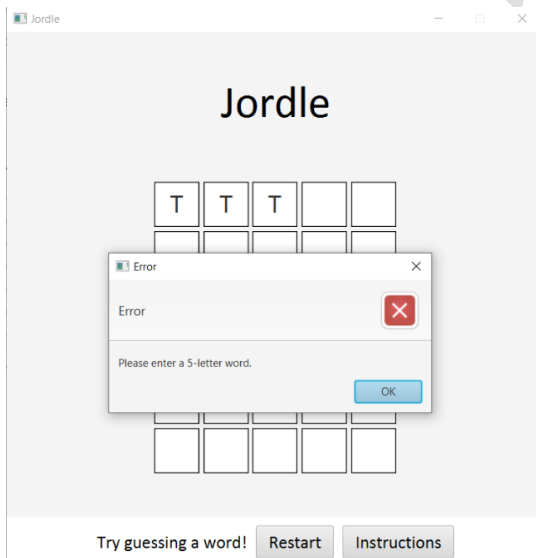 Jordle
Jordle
T T T
Error
Error
Please enter a 5-letter word.
OK
Try guessing a word! Restart Instructions